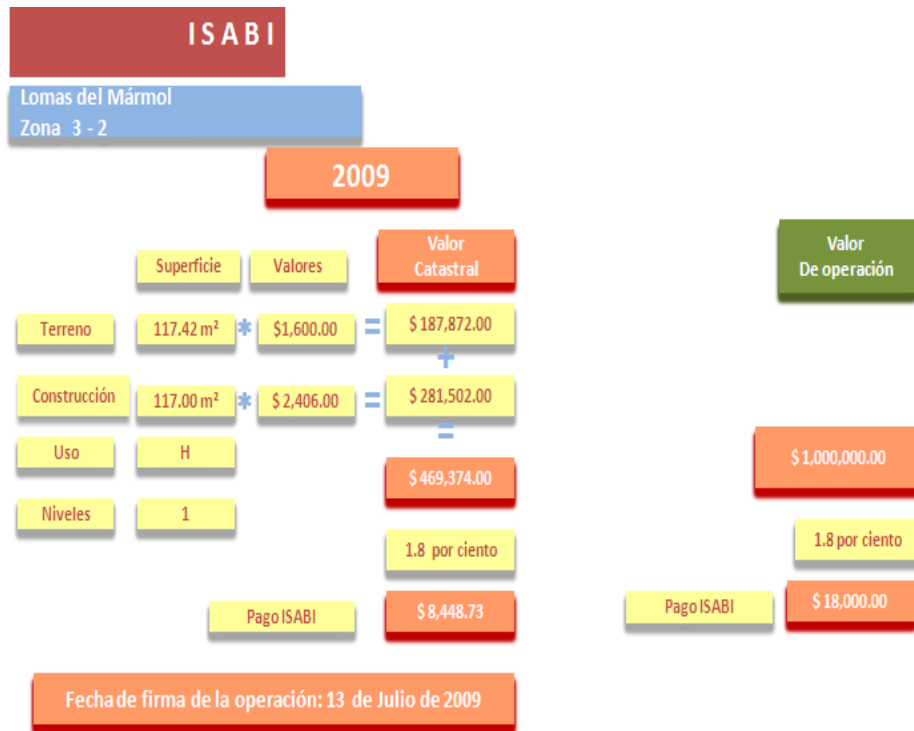 ISABI
Lomas del Mármol
Zona 3 - 2
2009
Superficie Valores Valor Catastral Valor De operación
Terreno 117.42 m² * $1,600.00 = $ 187,872.00
+
Construcción 117.00 m² * $ 2,406.00 = $ 281,502.00
=
Uso H
$ 469,374.00 $ 1,000,000.00
Niveles 1
1.8 por ciento 1.8 por ciento
Pago ISABI $ 8,448.73 Pago ISABI $ 18,000.00
Fecha de firma de la operación: 13 de Julio de 2009